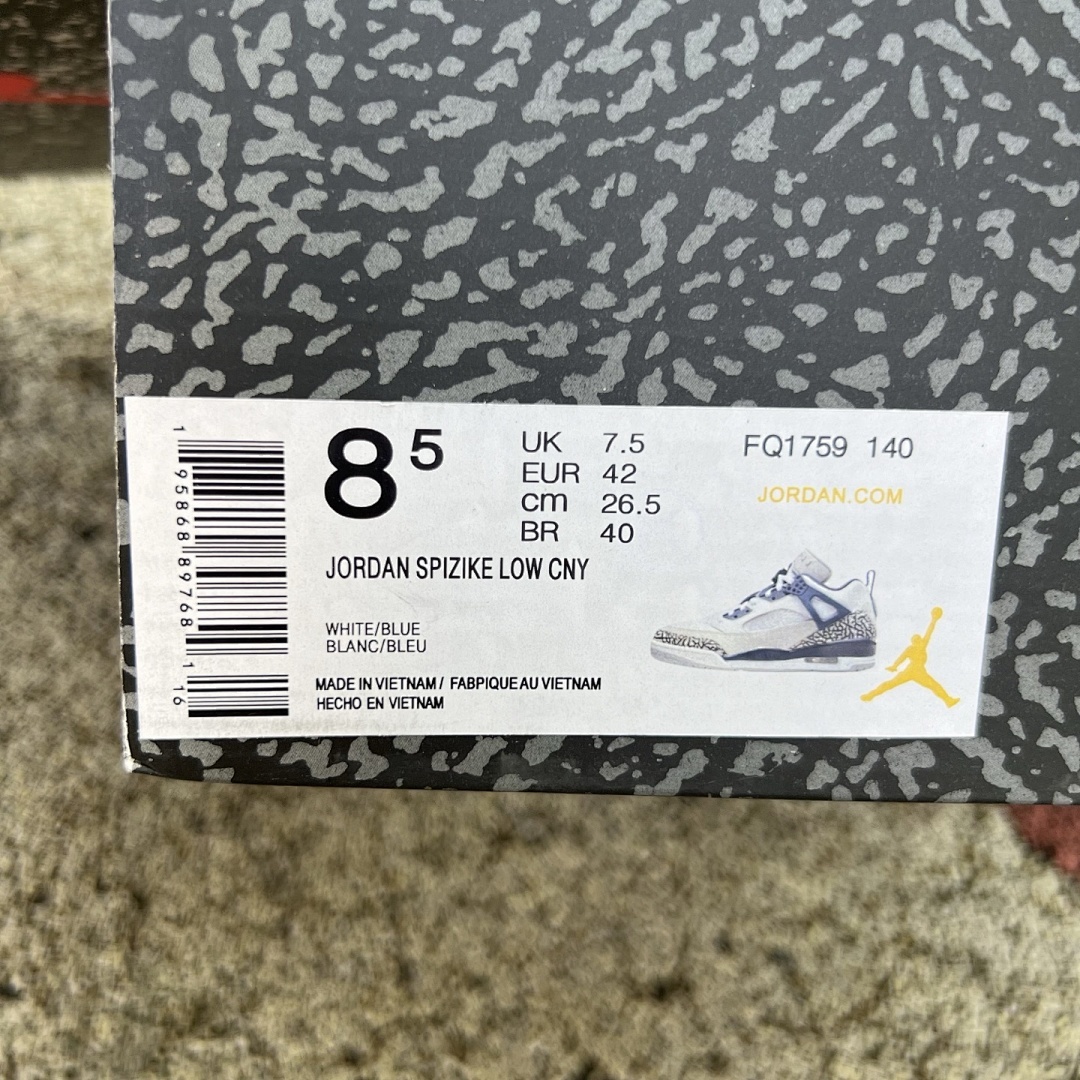 8 5
UK 7.5
EUR 42
cm 26.5
BR 40
FQ1759 140
JORDAN.COM
JORDAN SPIZIKE LOW CNY
WHITE/BLUE
BLANC/BLEU
MADE IN VIETNAM / FABPIQUE AU VIETNAM
HECHO EN VIETNAM
1 95868 89768 1 16